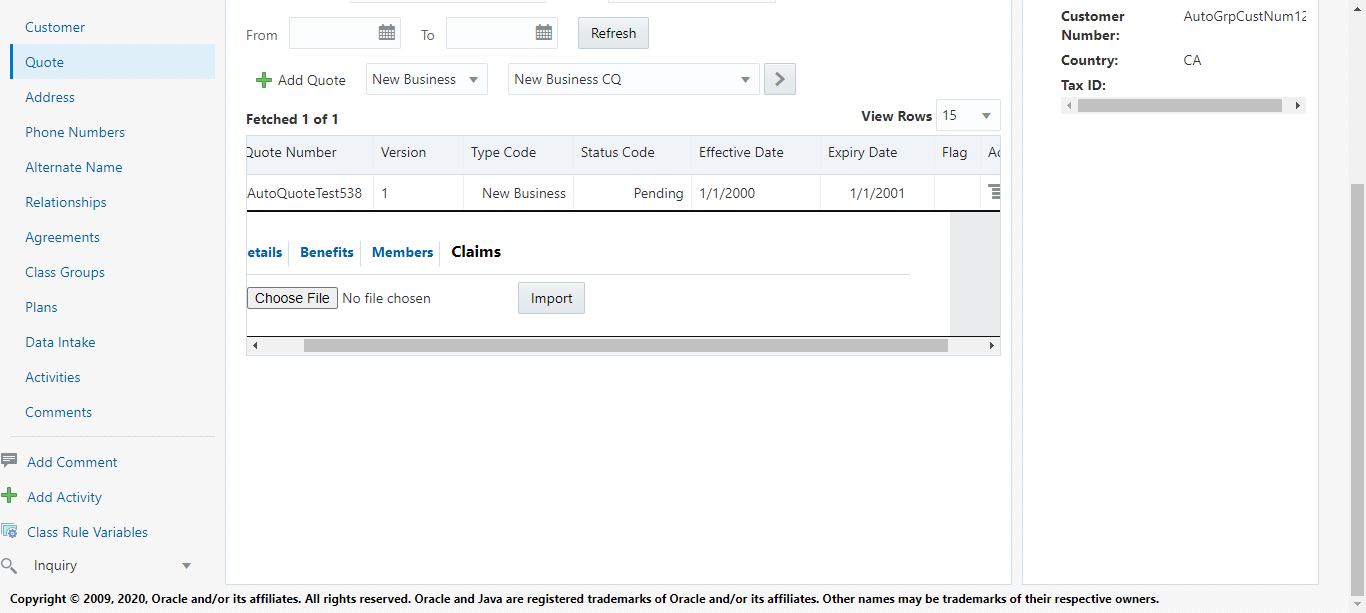 Customer
Quote
Address
Phone Numbers
Alternate Name
Relationships
Agreements
Class Groups
Plans
Data Intake
Activities
Comments
Add Comment
Add Activity
Class Rule Variables
Inquiry
From To Refresh
Add Quote New Business New Business CQ
Fetched 1 of 1 View Rows 15
Quote Number Version Type Code Status Code Effective Date Expiry Date Flag Ac
AutoQuoteTest538 1 New Business Pending 1/1/2000 1/1/2001
etails Benefits Members Claims
Choose File No file chosen Import
Customer Number: AutoGrpCustNum12
Country: CA
Tax ID:
Copyright © 2009, 2020, Oracle and/or its affiliates. All rights reserved. Oracle and Java are registered trademarks of Oracle and/or its affiliates. Other names may be trademarks of their respective owners.